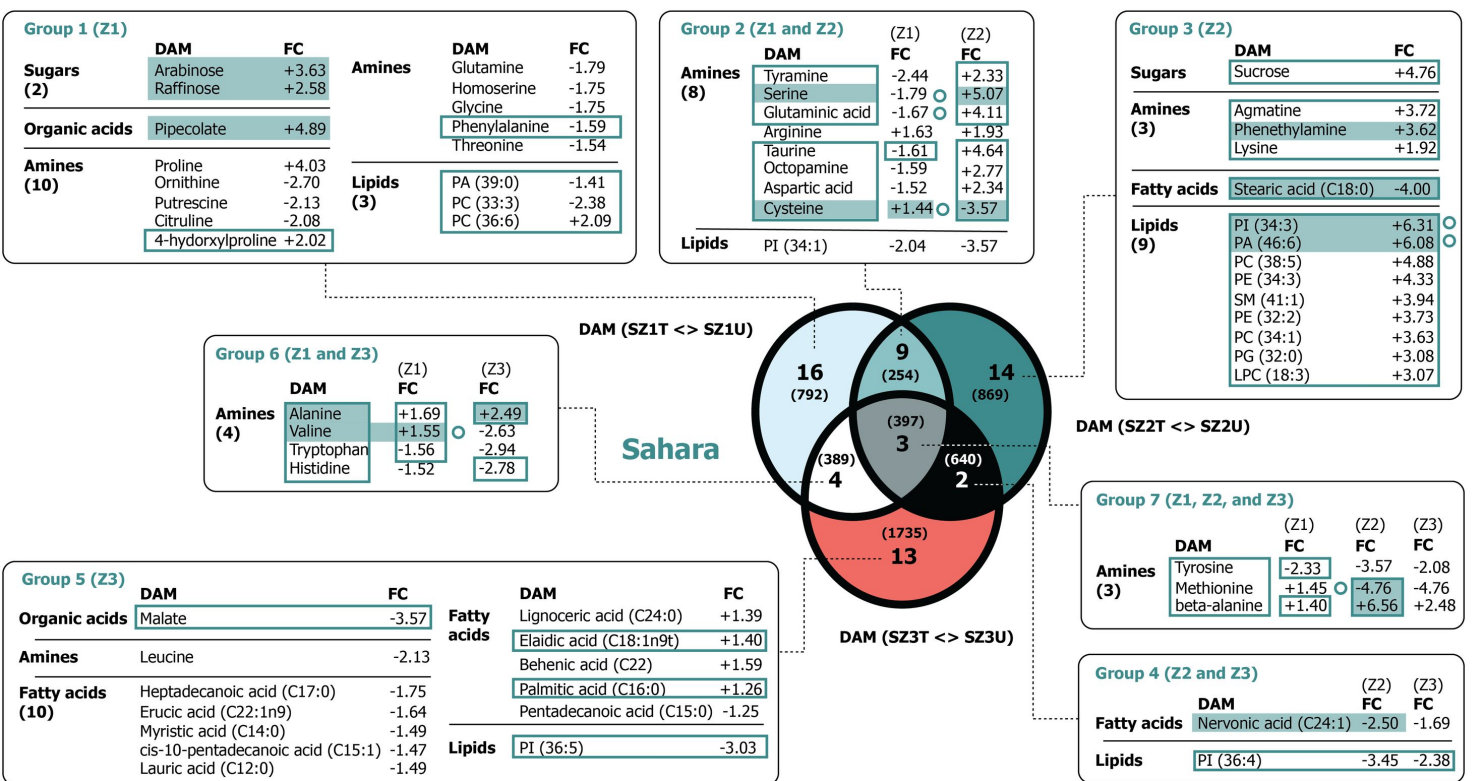 Group 1 (Z1)
DAM FC
Sugars (2)
Arabinose +3.63
Raffinose +2.58
Organic acids Pipecolate +4.89
Amines (10)
Proline +4.03
Ornithine -2.70
Putrescine -2.13
Citruline -2.08
4-hydorxylproline +2.02
DAM FC
Amines Glutamine -1.79
Homoserine -1.75
Glycine -1.75
Phenylalanine -1.59
Threonine -1.54
Lipids (3)
PA (39:0) -1.41
PC (33:3) -2.38
PC (36:6) +2.09
Group 2 (Z1 and Z2)
(Z1) (Z2)
DAM FC FC
Amines (8)
Tyramine -2.44 +2.33
Serine -1.79 +5.07
Glutaminic acid -1.67 +4.11
Arginine +1.63 +1.93
Taurine -1.61 +4.64
Octopamine -1.59 +2.77
Aspartic acid -1.52 +2.34
Cysteine +1.44 -3.57
Lipids PI (34:1) -2.04 -3.57
Group 3 (Z2)
DAM FC
Sugars Sucrose +4.76
Amines (3)
Agmatine +3.72
Phenethylamine +3.62
Lysine +1.92
Fatty acids Stearic acid (C18:0) -4.00
Lipids (9)
PI (34:3) +6.31
PA (46:6) +6.08
PC (38:5) +4.88
PE (34:3) +4.33
SM (41:1) +3.94
PE (32:2) +3.73
PC (34:1) +3.63
PG (32:0) +3.08
LPC (18:3) +3.07
DAM (SZ1T <> SZ1U)
16
(792)
9
(254)
14
(869)
(397)
3
(389)
4
(640)
2
(1735)
13
DAM (SZ2T <> SZ2U)
DAM (SZ3T <> SZ3U)
Sahara
Group 6 (Z1 and Z3)
(Z1) (Z3)
DAM FC FC
Amines (4)
Alanine +1.69 +2.49
Valine +1.55 -2.63
Tryptophan -1.56 -2.94
Histidine -1.52 -2.78
Group 7 (Z1, Z2, and Z3)
(Z1) (Z2) (Z3)
DAM FC FC FC
Amines (3)
Tyrosine -2.33 -3.57 -2.08
Methionine +1.45 -4.76 -4.76
beta-alanine +1.40 +6.56 +2.48
Group 5 (Z3)
DAM FC
Organic acids Malate -3.57
Amines Leucine -2.13
Fatty acids (10)
Heptadecanoic acid (C17:0) -1.75
Erucic acid (C22:1n9) -1.64
Myristic acid (C14:0) -1.49
cis-10-pentadecanoic acid (C15:1) -1.47
Lauric acid (C12:0) -1.49
DAM FC
Fatty acids
Lignoceric acid (C24:0) +1.39
Elaidic acid (C18:1n9t) +1.40
Behenic acid (C22) +1.59
Palmitic acid (C16:0) +1.26
Pentadecanoic acid (C15:0) -1.25
Lipids PI (36:5) -3.03
Group 4 (Z2 and Z3)
(Z2) (Z3)
DAM FC FC
Fatty acids Nervonic acid (C24:1) -2.50 -1.69
Lipids PI (36:4) -3.45 -2.38